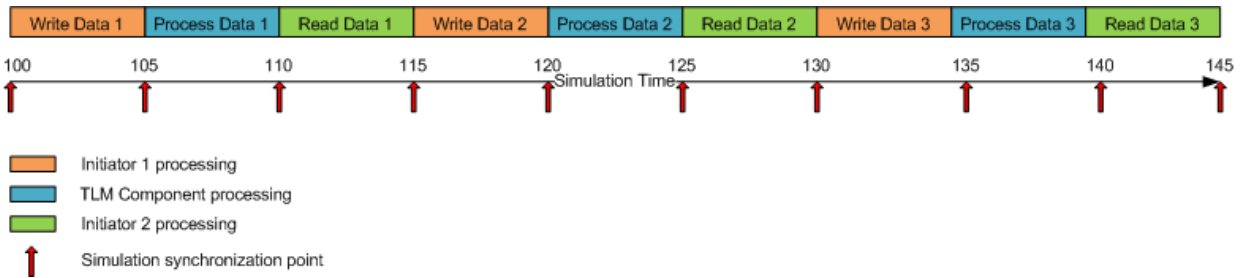 Write Data 1 Process Data 1 Read Data 1 Write Data 2 Process Data 2 Read Data 2 Write Data 3 Process Data 3 Read Data 3
100 105 110 115 120 125 130 135 140 145
Simulation Time
Initiator 1 processing
TLM Component processing
Initiator 2 processing
Simulation synchronization point